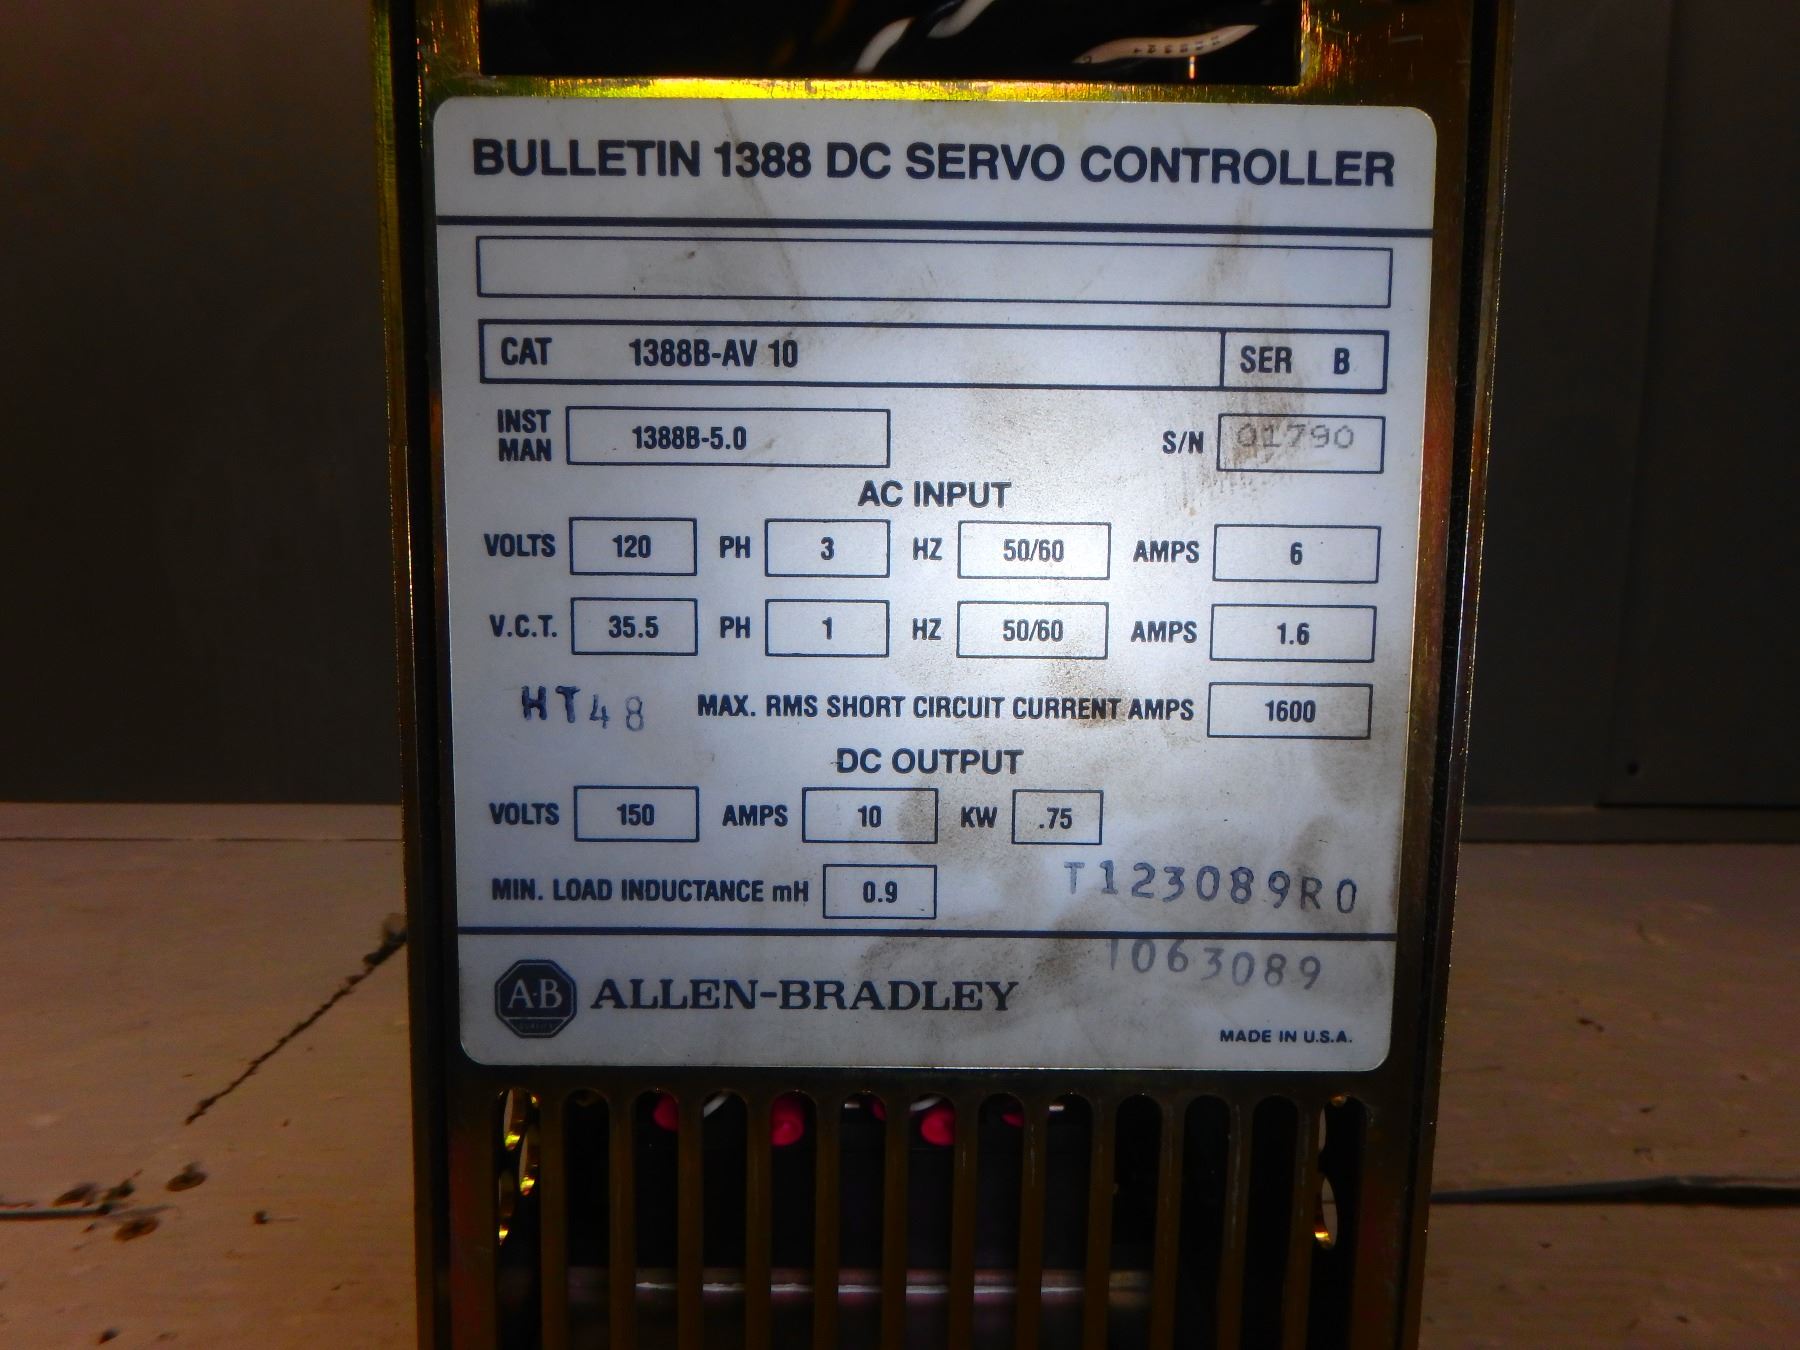 BULLETIN 1388 DC SERVO CONTROLLER
CAT 1388B-AV 10 SER B
INST MAN 1388B-5.0 S/N 01790
AC INPUT
VOLTS 120 PH 3 HZ 50/60 AMPS 6
V.C.T. 35.5 PH 1 HZ 50/60 AMPS 1.6
HT48 MAX. RMS SHORT CIRCUIT CURRENT AMPS 1600
DC OUTPUT
VOLTS 150 AMPS 10 KW .75
MIN. LOAD INDUCTANCE mH 0.9 T123089R0
T063089
A-B ALLEN-BRADLEY
MADE IN U.S.A.